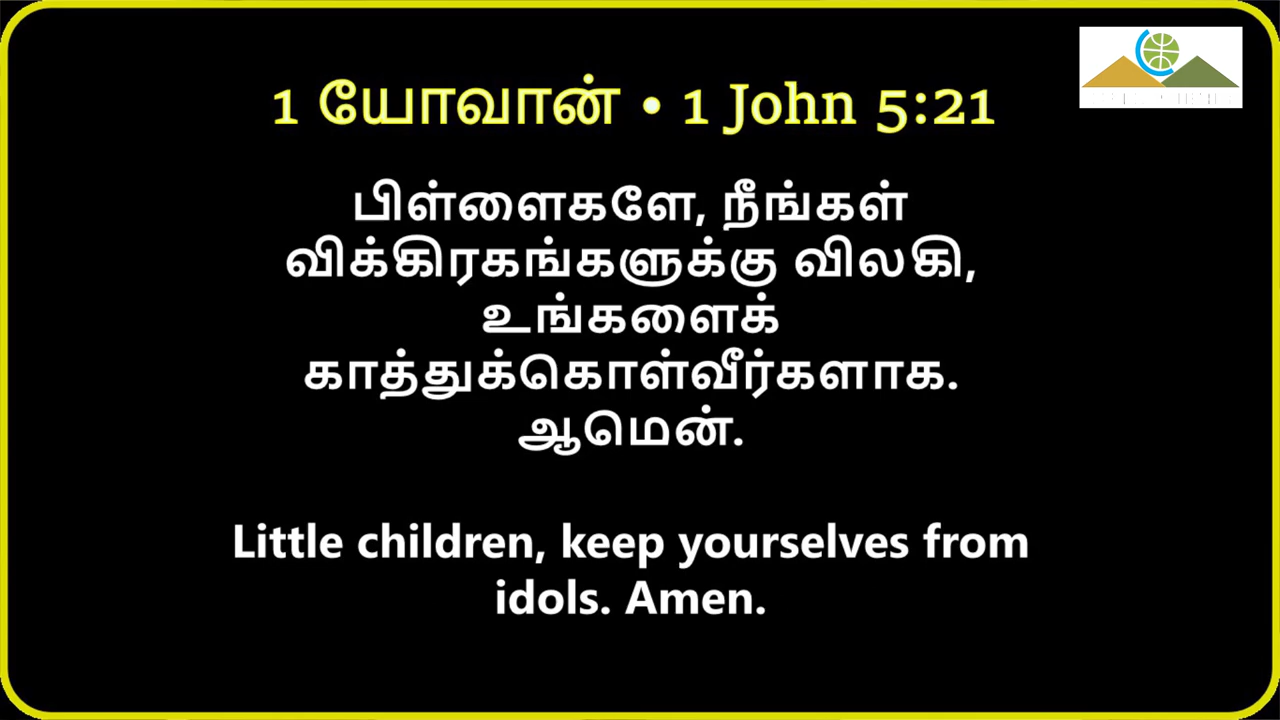 1 யோவான் • 1 John 5:21
பிள்ளைகளே, நீங்கள்
விக்கிரகங்களுக்கு விலகி,
உங்களைக்
காத்துக்கொள்வீர்களாக.
ஆமென்.
Little children, keep yourselves from
idols. Amen.